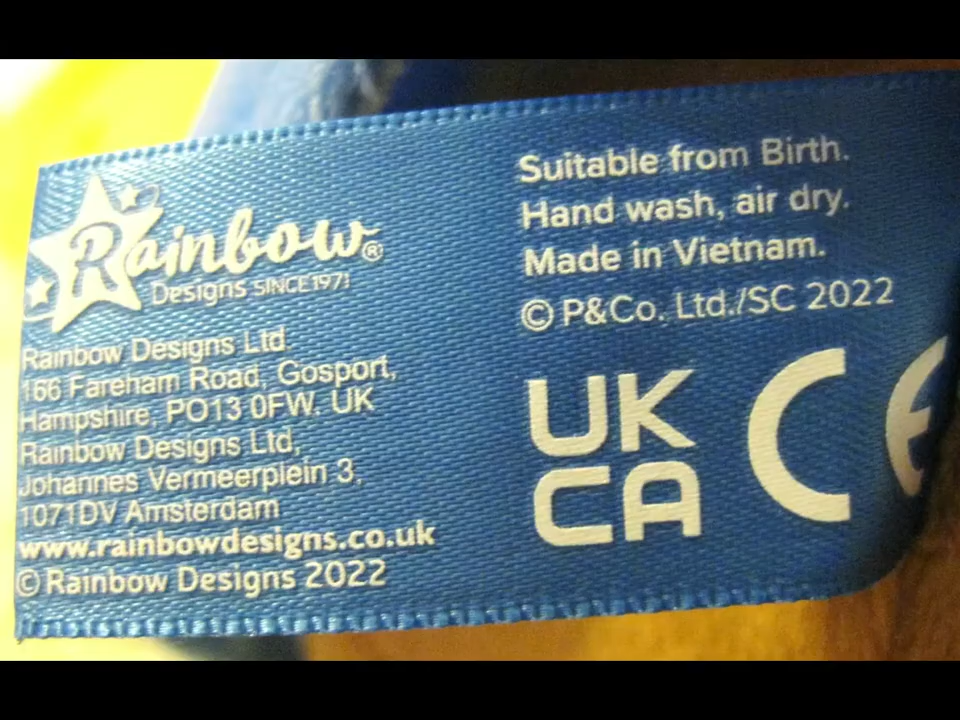 Rainbow®
Designs SINCE 1971
Rainbow Designs Ltd.
166 Fareham Road, Gosport,
Hampshire, PO13 0FW. UK
Rainbow Designs Ltd,
Johannes Vermeerplein 3,
1071DV Amsterdam
www.rainbowdesigns.co.uk
© Rainbow Designs 2022
Suitable from Birth.
Hand wash, air dry.
Made in Vietnam.
© P&Co. Ltd./SC 2022
UK
CA
CE